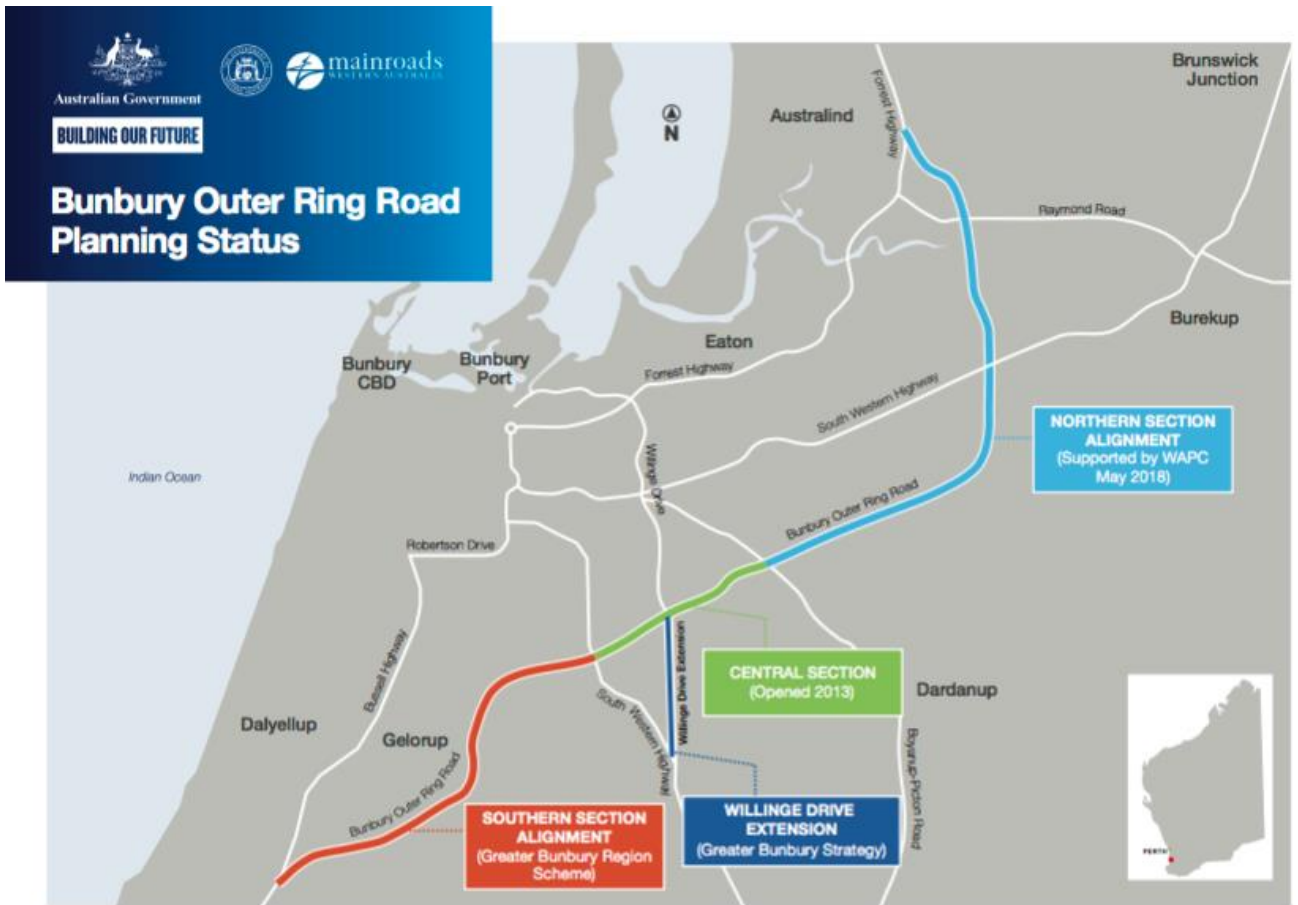 Australian Government
BUILDING OUR FUTURE
mainroads
WESTERN AUSTRALIA
Bunbury Outer Ring Road
Planning Status
N
Australind
Forrest Highway
Brunswick
Junction
Raymond Road
Burekup
Eaton
Forrest Highway
Bunbury
CBD
Bunbury
Port
South Western Highway
NORTHERN SECTION
ALIGNMENT
(Supported by WAPC
May 2018)
Indian Ocean
Willinge Drive
Bunbury Outer Ring Road
Robertson Drive
Bussell Highway
Willinge Drive Extension
CENTRAL SECTION
(Opened 2013)
Dardanup
Dalyellup
Gelorup
South Western Highway
Boyanup-Picton Road
Bunbury Outer Ring Road
SOUTHERN SECTION
ALIGNMENT
(Greater Bunbury Region
Scheme)
WILLINGE DRIVE
EXTENSION
(Greater Bunbury Strategy)
PERTH